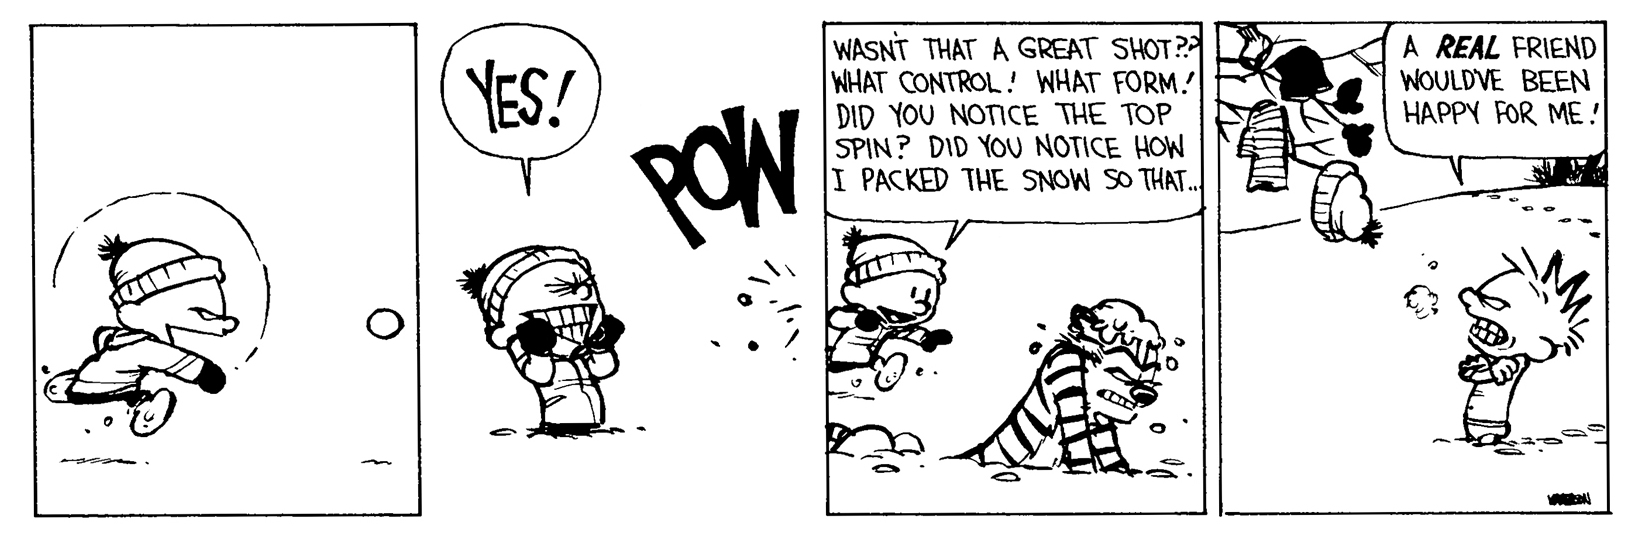 YES!
POW
WASN'T THAT A GREAT SHOT??
WHAT CONTROL! WHAT FORM!
DID YOU NOTICE THE TOP
SPIN? DID YOU NOTICE HOW
I PACKED THE SNOW SO THAT...
A REAL FRIEND
WOULD'VE BEEN
HAPPY FOR ME!
WATTERSON